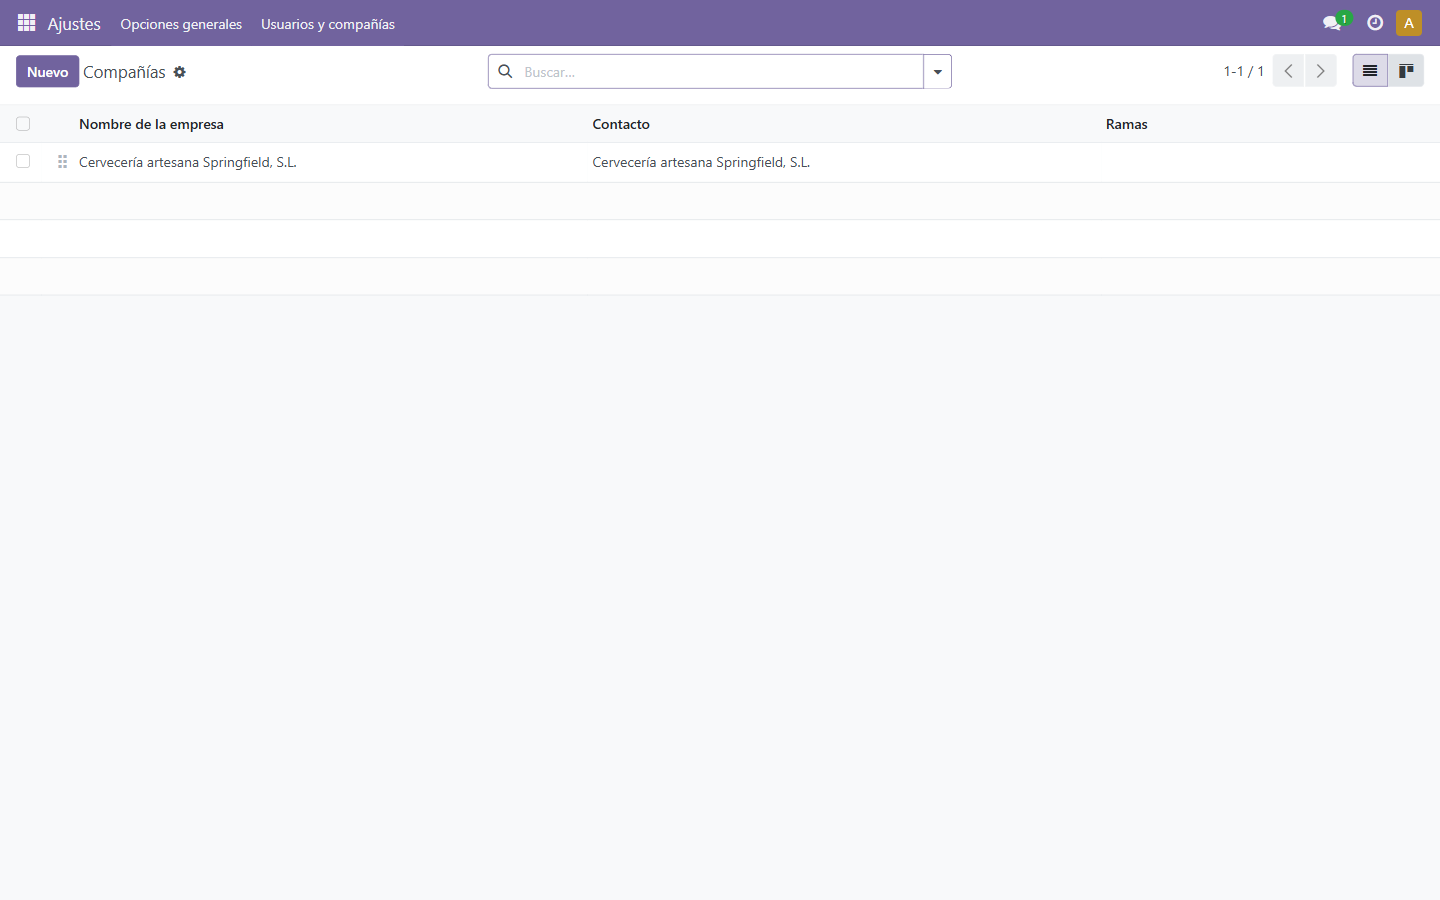 Ajustes Opciones generales Usuarios y compañías 1 A
Nuevo Compañías Buscar... 1-1 / 1
Nombre de la empresa Contacto Ramas
Cervecería artesana Springfield, S.L. Cervecería artesana Springfield, S.L.